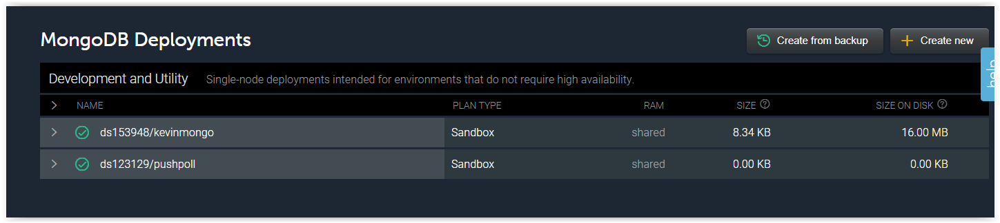 MongoDB Deployments
Create from backup
Create new
help
Development and Utility Single-node deployments intended for environments that do not require high availability.
NAME PLAN TYPE RAM SIZE ? SIZE ON DISK ?
ds153948/kevinmongo Sandbox shared 8.34 KB 16.00 MB
ds123129/pushpoll Sandbox shared 0.00 KB 0.00 KB